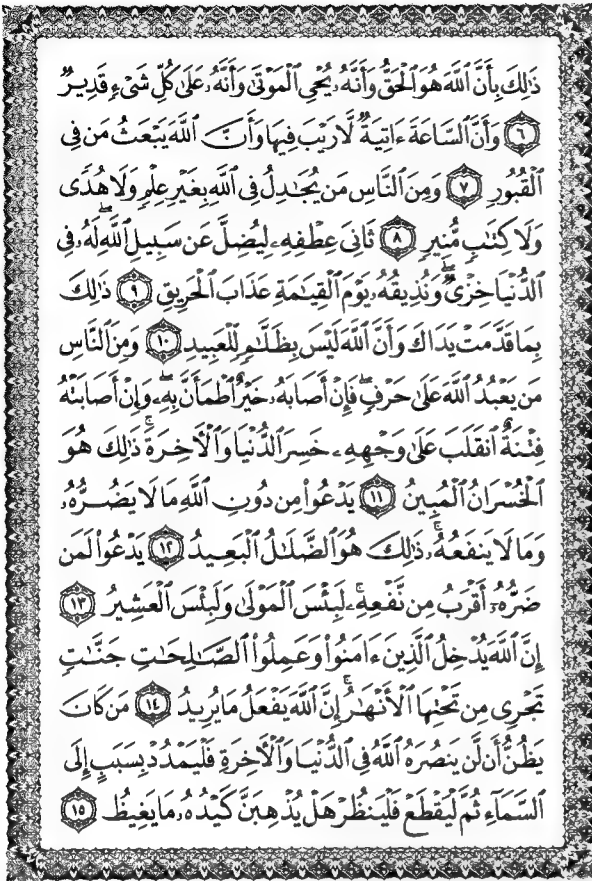 ذَٰلِكَ بِأَنَّ ٱللَّهَ هُوَ ٱلْحَقُّ وَأَنَّهُۥ يُحْىِ ٱلْمَوْتَىٰ وَأَنَّهُۥ عَلَىٰ كُلِّ شَىْءٍ قَدِيرٌ
٦ وَأَنَّ ٱلسَّاعَةَ ءَاتِيَةٌ لَّا رَيْبَ فِيهَا وَأَنَّ ٱللَّهَ يَبْعَثُ مَن فِى
ٱلْقُبُورِ ٧ وَمِنَ ٱلنَّاسِ مَن يُجَٰدِلُ فِى ٱللَّهِ بِغَيْرِ عِلْمٍ وَلَا هُدًى
وَلَا كِتَٰبٍ مُّنِيرٍ ٨ ثَانِىَ عِطْفِهِۦ لِيُضِلَّ عَن سَبِيلِ ٱللَّهِۖ لَهُۥ فِى
ٱلدُّنْيَا خِزْىٌۖ وَنُذِيقُهُۥ يَوْمَ ٱلْقِيَٰمَةِ عَذَابَ ٱلْحَرِيقِ ٩ ذَٰلِكَ
بِمَا قَدَّمَتْ يَدَاكَ وَأَنَّ ٱللَّهَ لَيْسَ بِظَلَّٰمٍ لِّلْعَبِيدِ ١٠ وَمِنَ ٱلنَّاسِ
مَن يَعْبُدُ ٱللَّهَ عَلَىٰ حَرْفٍۖ فَإِنْ أَصَابَهُۥ خَيْرٌ ٱطْمَأَنَّ بِهِۦۖ وَإِنْ أَصَابَتْهُ
فِتْنَةٌ ٱنقَلَبَ عَلَىٰ وَجْهِهِۦ خَسِرَ ٱلدُّنْيَا وَٱلْأَخِرَةَۚ ذَٰلِكَ هُوَ
ٱلْخُسْرَانُ ٱلْمُبِينُ ١١ يَدْعُوا۟ مِن دُونِ ٱللَّهِ مَا لَا يَضُرُّهُۥ
وَمَا لَا يَنفَعُهُۥۚ ذَٰلِكَ هُوَ ٱلضَّلَٰلُ ٱلْبَعِيدُ ١٢ يَدْعُوا۟ لَمَن
ضَرُّهُۥٓ أَقْرَبُ مِن نَّفْعِهِۦۚ لَبِئْسَ ٱلْمَوْلَىٰ وَلَبِئْسَ ٱلْعَشِيرُ ١٣
إِنَّ ٱللَّهَ يُدْخِلُ ٱلَّذِينَ ءَامَنُوا۟ وَعَمِلُوا۟ ٱلصَّٰلِحَٰتِ جَنَّٰتٍ
تَجْرِى مِن تَحْتِهَا ٱلْأَنْهَٰرُۚ إِنَّ ٱللَّهَ يَفْعَلُ مَا يُرِيدُ ١٤ مَن كَانَ
يَظُنُّ أَن لَّن يَنصُرَهُ ٱللَّهُ فِى ٱلدُّنْيَا وَٱلْأَخِرَةِ فَلْيَمْدُدْ بِسَبَبٍ إِلَى
ٱلسَّمَآءِ ثُمَّ لْيَقْطَعْ فَلْيَنظُرْ هَلْ يُذْهِبَنَّ كَيْدُهُۥ مَا يَغِيظُ ١٥